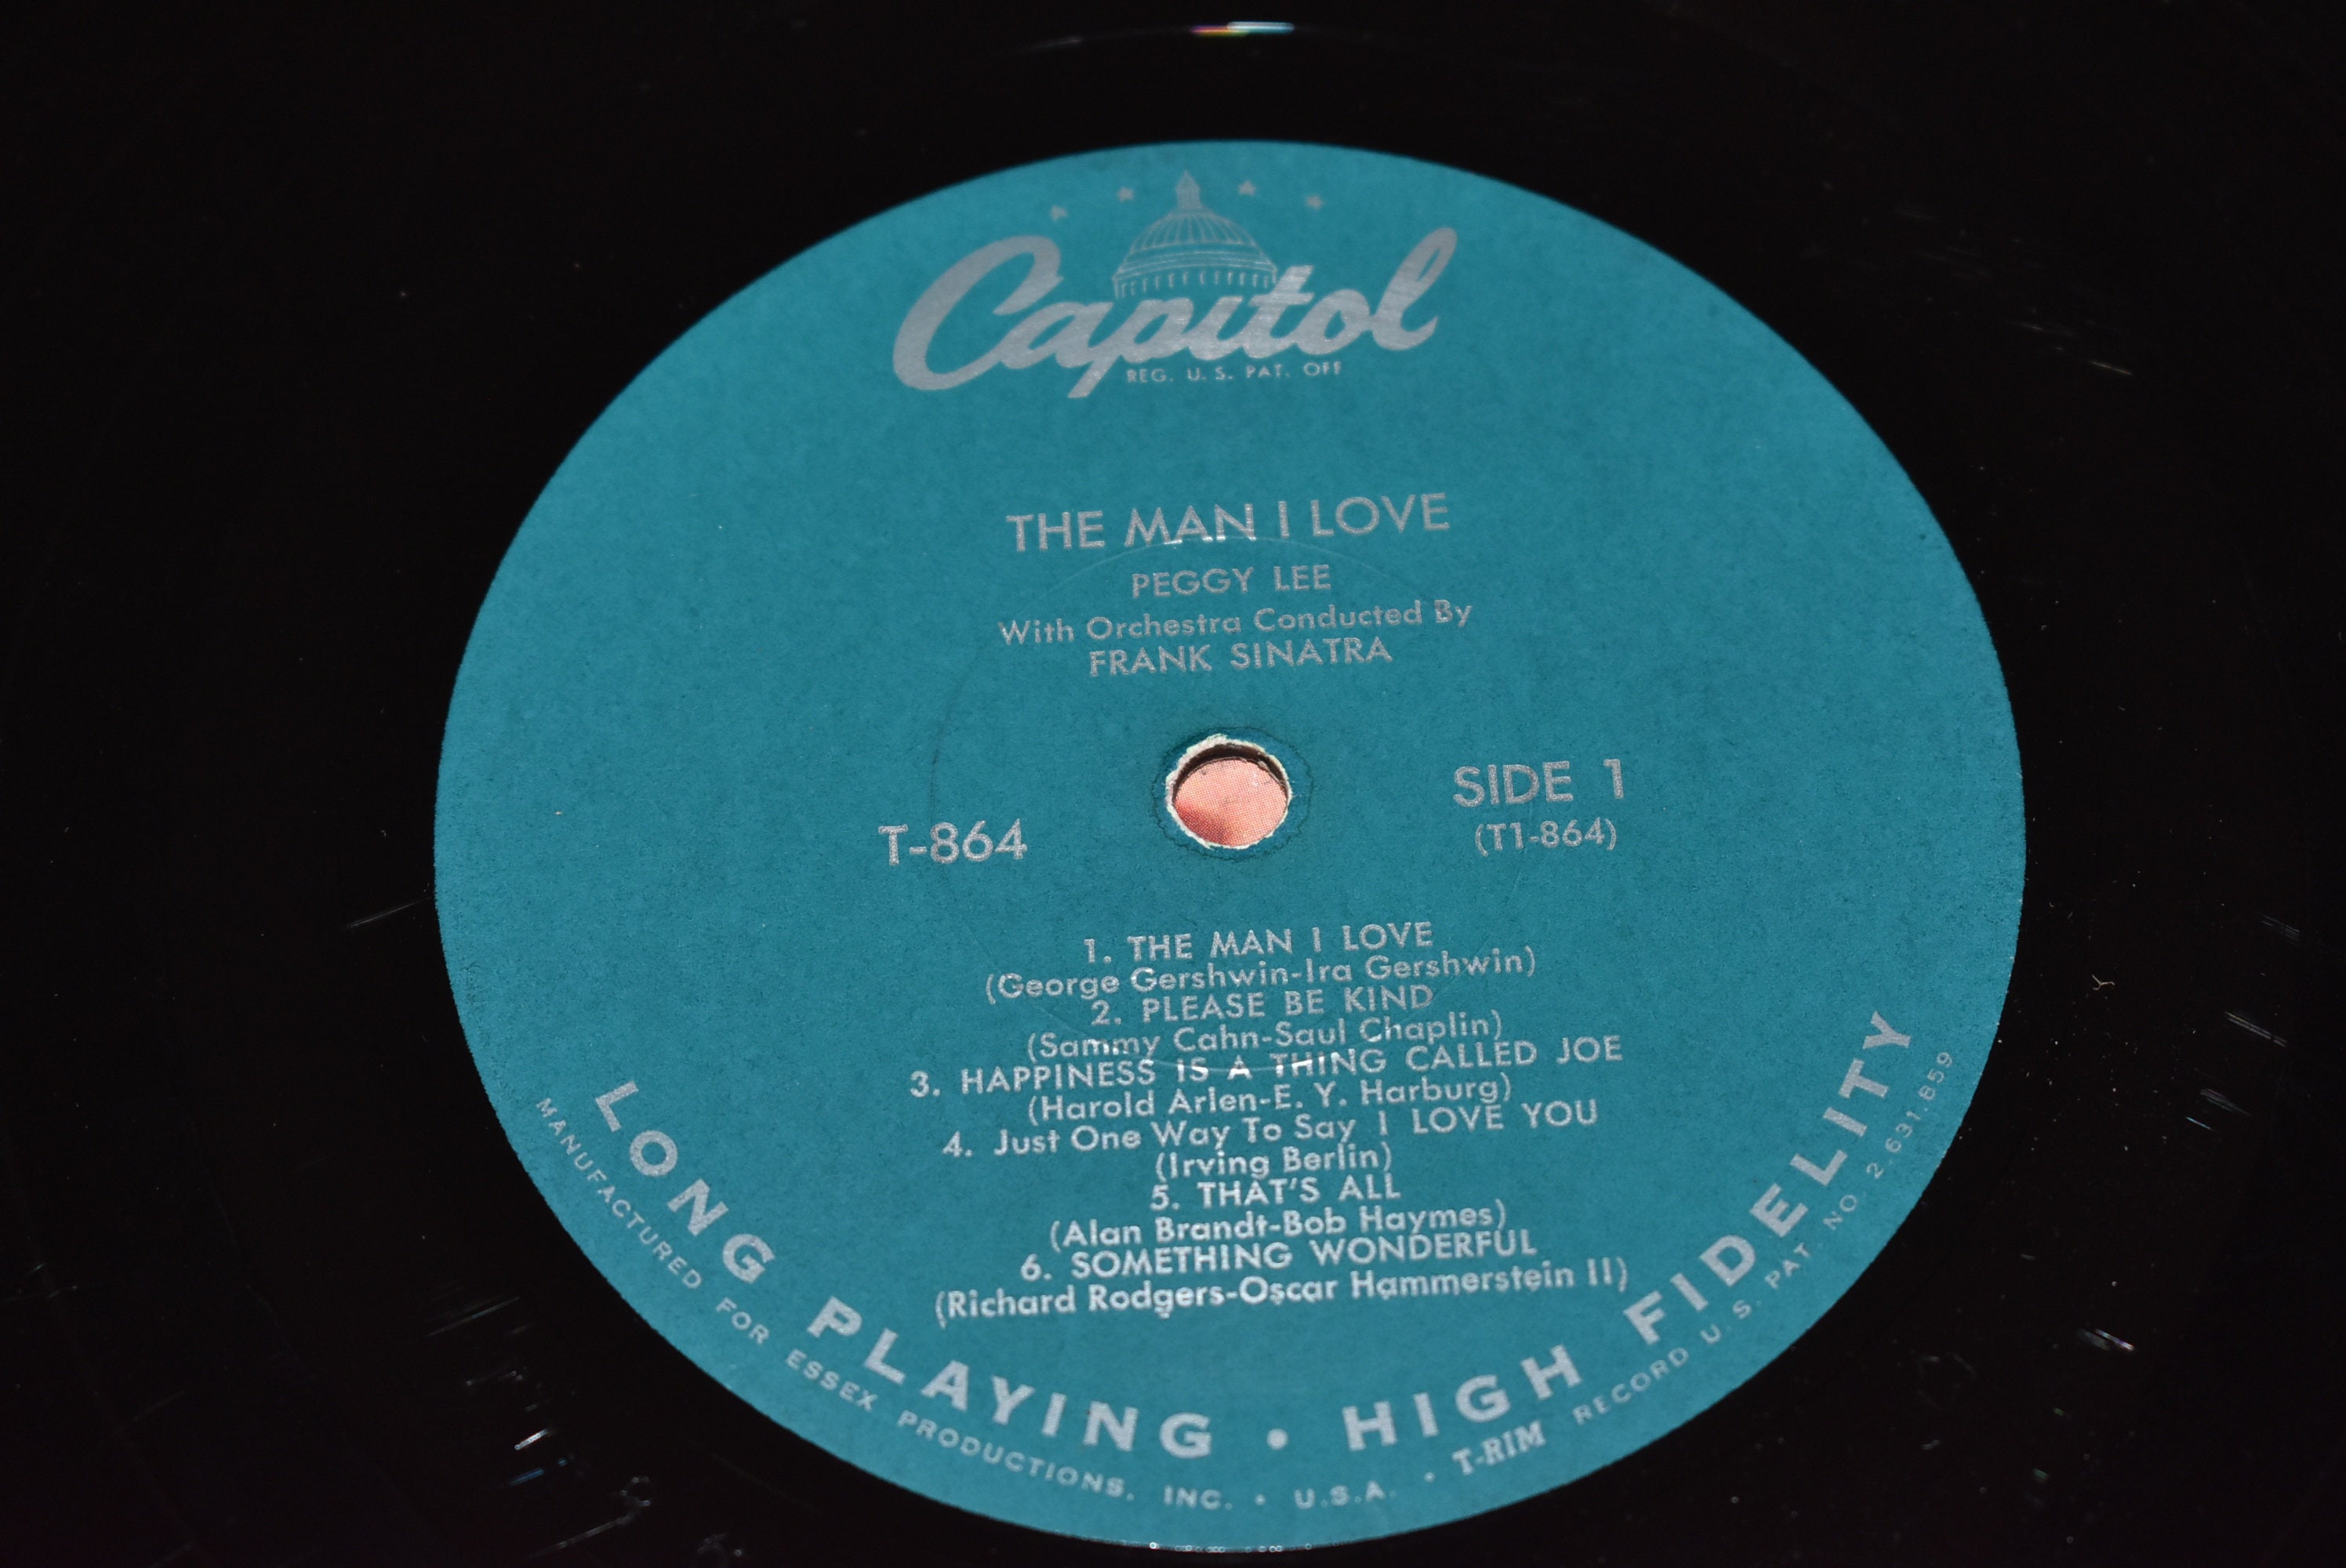 Capitol
REG. U. S. PAT. OFF
THE MAN I LOVE
PEGGY LEE
With Orchestra Conducted By
FRANK SINATRA
T-864
SIDE 1
(T1-864)
1. THE MAN I LOVE
(George Gershwin-Ira Gershwin)
2. PLEASE BE KIND
(Sammy Cahn-Saul Chaplin)
3. HAPPINESS IS A THING CALLED JOE
(Harold Arlen-E. Y. Harburg)
4. Just One Way To Say I LOVE YOU
(Irving Berlin)
5. THAT'S ALL
(Alan Brandt-Bob Haymes)
6. SOMETHING WONDERFUL
(Richard Rodgers-Oscar Hammerstein II)
LONG PLAYING • HIGH FIDELITY
MANUFACTURED FOR ESSEX PRODUCTIONS, INC. • U.S.A. • T-RIM RECORD U. S. PAT. NO. 2,631,859